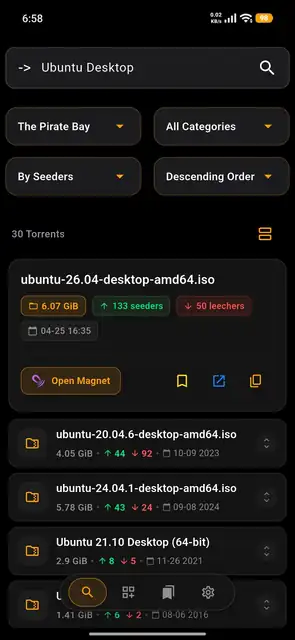 6:58
0.02
KB/s
98
-> Ubuntu Desktop
The Pirate Bay
All Categories
By Seeders
Descending Order
30 Torrents
ubuntu-26.04-desktop-amd64.iso
6.07 GiB
↑ 133 seeders
↓ 50 leechers
04-25 16:35
Open Magnet
ubuntu-20.04.6-desktop-amd64.iso
4.05 GiB • ↑ 44 ↓ 92 • 10-09 2023
ubuntu-24.04.1-desktop-amd64.iso
5.78 GiB • ↑ 43 ↓ 24 • 09-08 2024
Ubuntu 21.10 Desktop (64-bit)
2.9 GiB • ↑ 8 ↓ 5 • 11-26 2021
1.41 GiB • ↑ 6 ↓ 2 • 08-06 2016